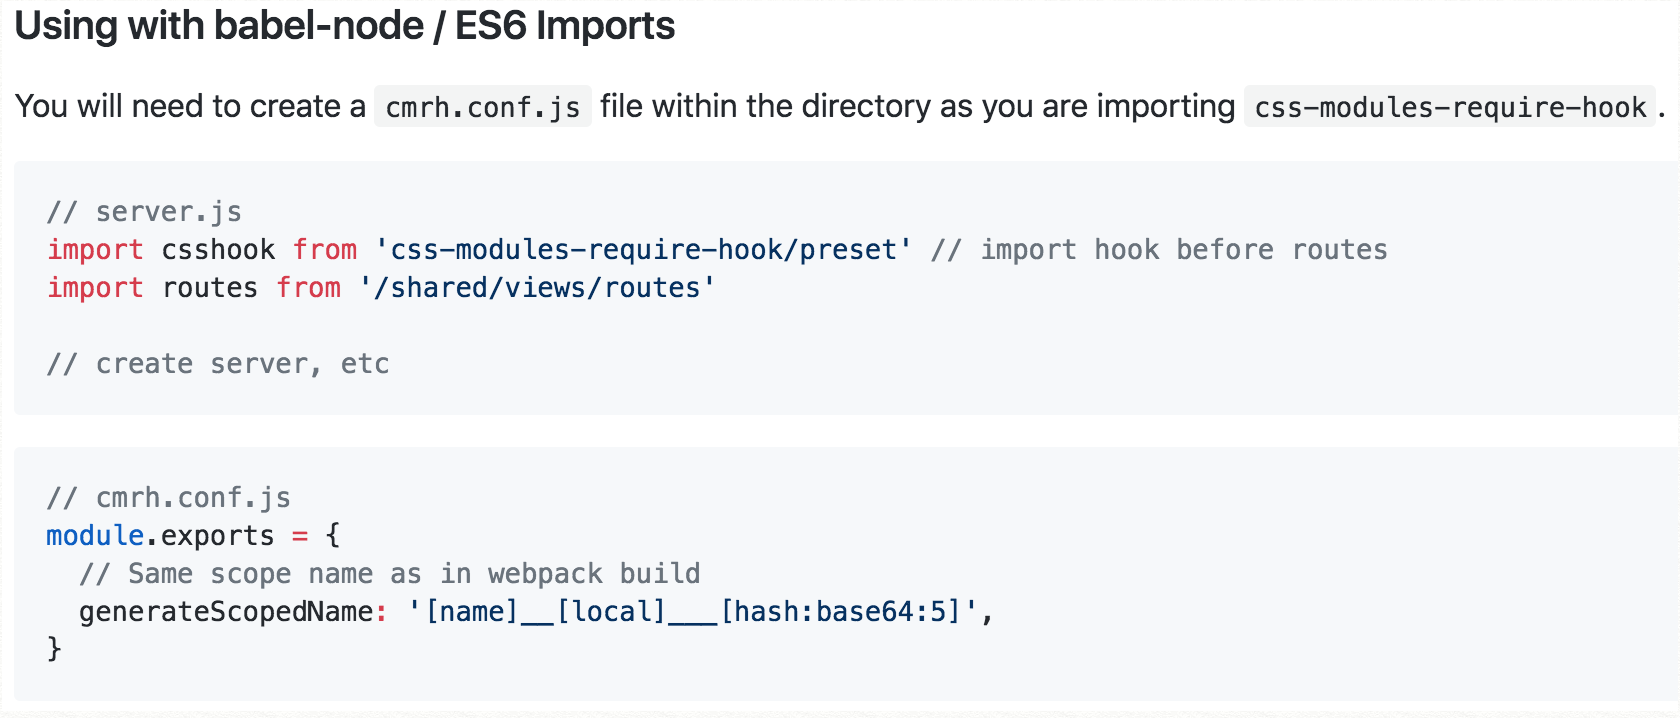 Using with babel-node / ES6 Imports
You will need to create a cmrh.conf.js file within the directory as you are importing css-modules-require-hook.
// server.js
import csshook from 'css-modules-require-hook/preset' // import hook before routes
import routes from '/shared/views/routes'
// create server, etc
// cmrh.conf.js
module.exports = {
  // Same scope name as in webpack build
  generateScopedName: '[name]__[local]___[hash:base64:5]',
}